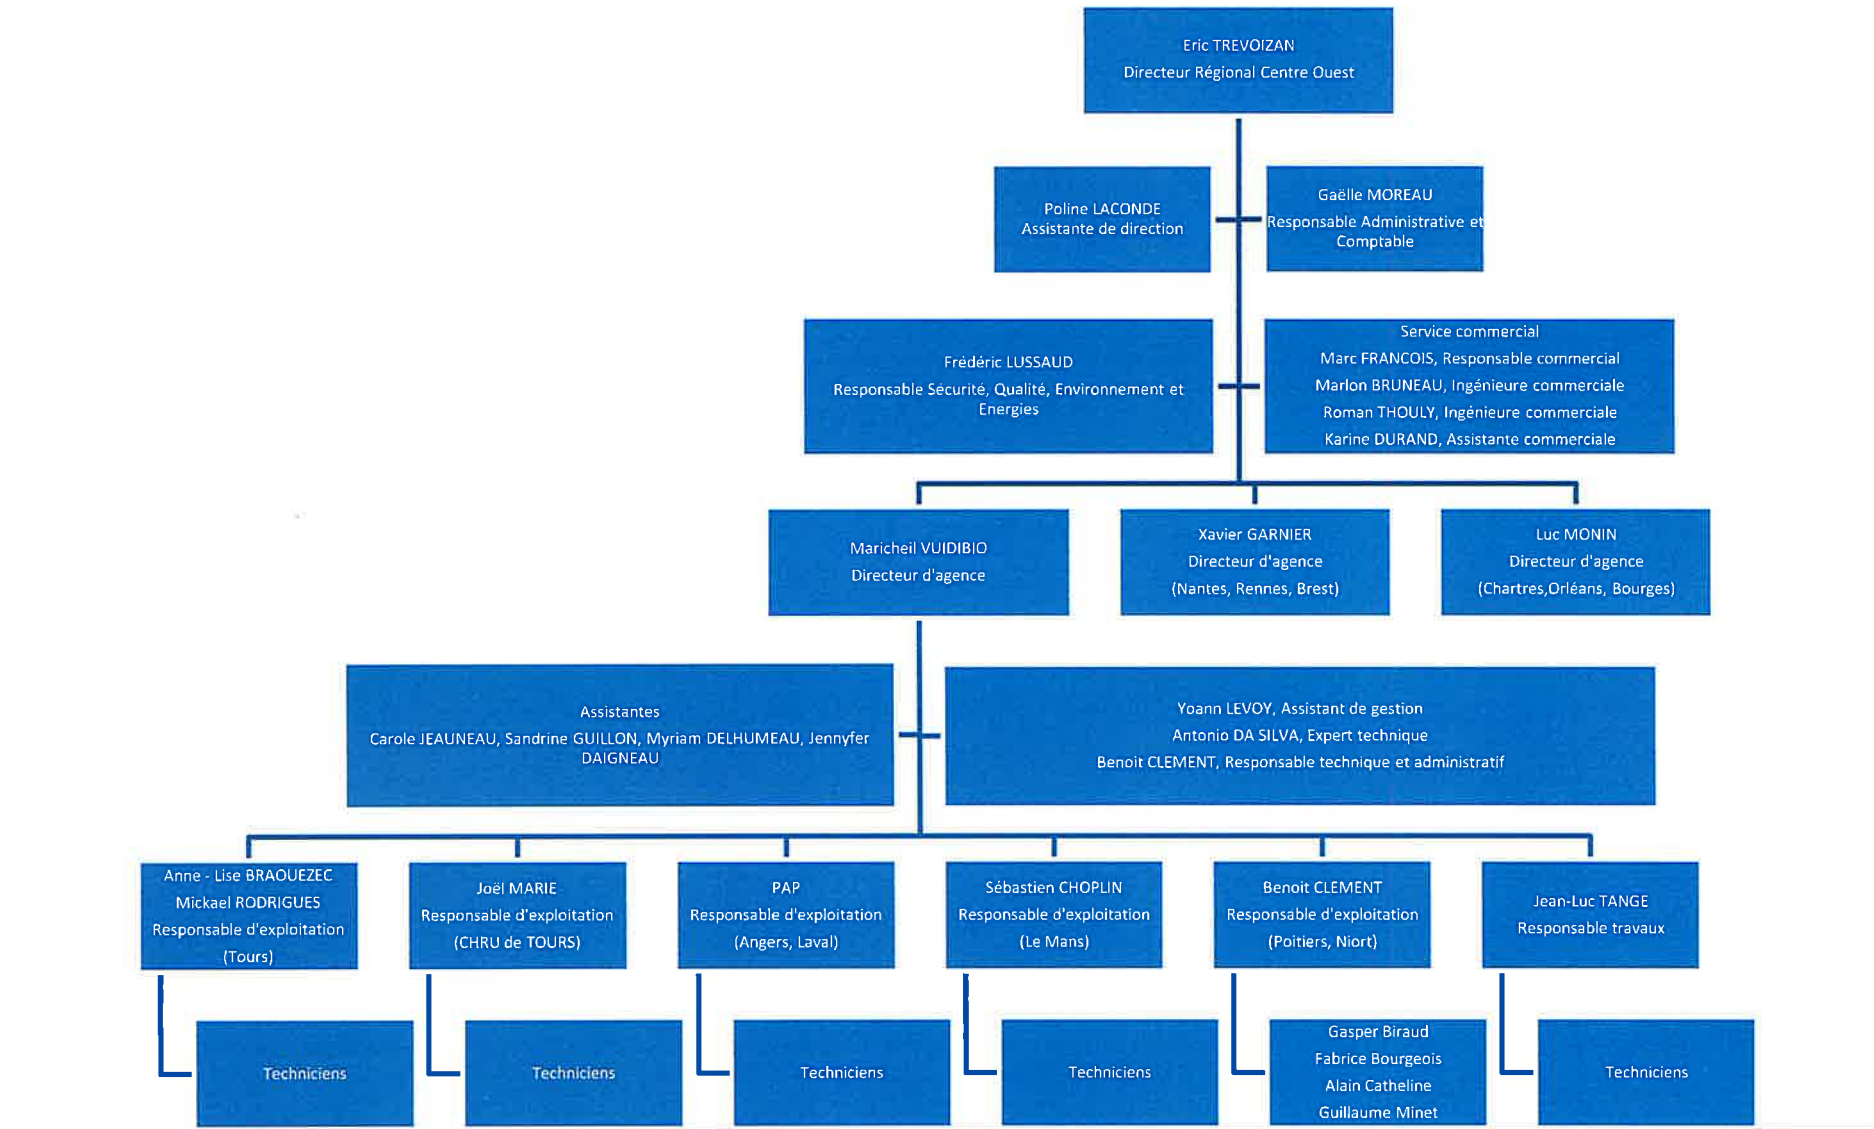 Eric TREVOIZAN
Directeur Régional Centre Ouest
Poline LACONDE
Assistante de direction
Gaëlle MOREAU
Responsable Administrative et
Comptable
Frédéric LUSSAUD
Responsable Sécurité, Qualité, Environnement et
Energies
Service commercial
Marc FRANCOIS, Responsable commercial
Marlon BRUNEAU, Ingénieure commerciale
Roman THOULY, Ingénieure commerciale
Karine DURAND, Assistante commerciale
Maricheil VUIDIBIO
Directeur d'agence
Xavier GARNIER
Directeur d'agence
(Nantes, Rennes, Brest)
Luc MONIN
Directeur d'agence
(Chartres,Orléans, Bourges)
Assistantes
Carole JEAUNEAU, Sandrine GUILLON, Myriam DELHUMEAU, Jennyfer
DAIGNEAU
Yoann LEVOY, Assistant de gestion
Antonio DA SILVA, Expert technique
Benoit CLEMENT, Responsable technique et administratif
Anne - Lise BRAOUEZEC
Mickael RODRIGUES
Responsable d'exploitation
(Tours)
Joël MARIE
Responsable d'exploitation
(CHRU de TOURS)
PAP
Responsable d'exploitation
(Angers, Laval)
Sébastien CHOPLIN
Responsable d'exploitation
(Le Mans)
Benoit CLEMENT
Responsable d'exploitation
(Poitiers, Niort)
Jean-Luc TANGE
Responsable travaux
Techniciens
Techniciens
Techniciens
Techniciens
Gasper Biraud
Fabrice Bourgeois
Alain Catheline
Guillaume Minet
Techniciens